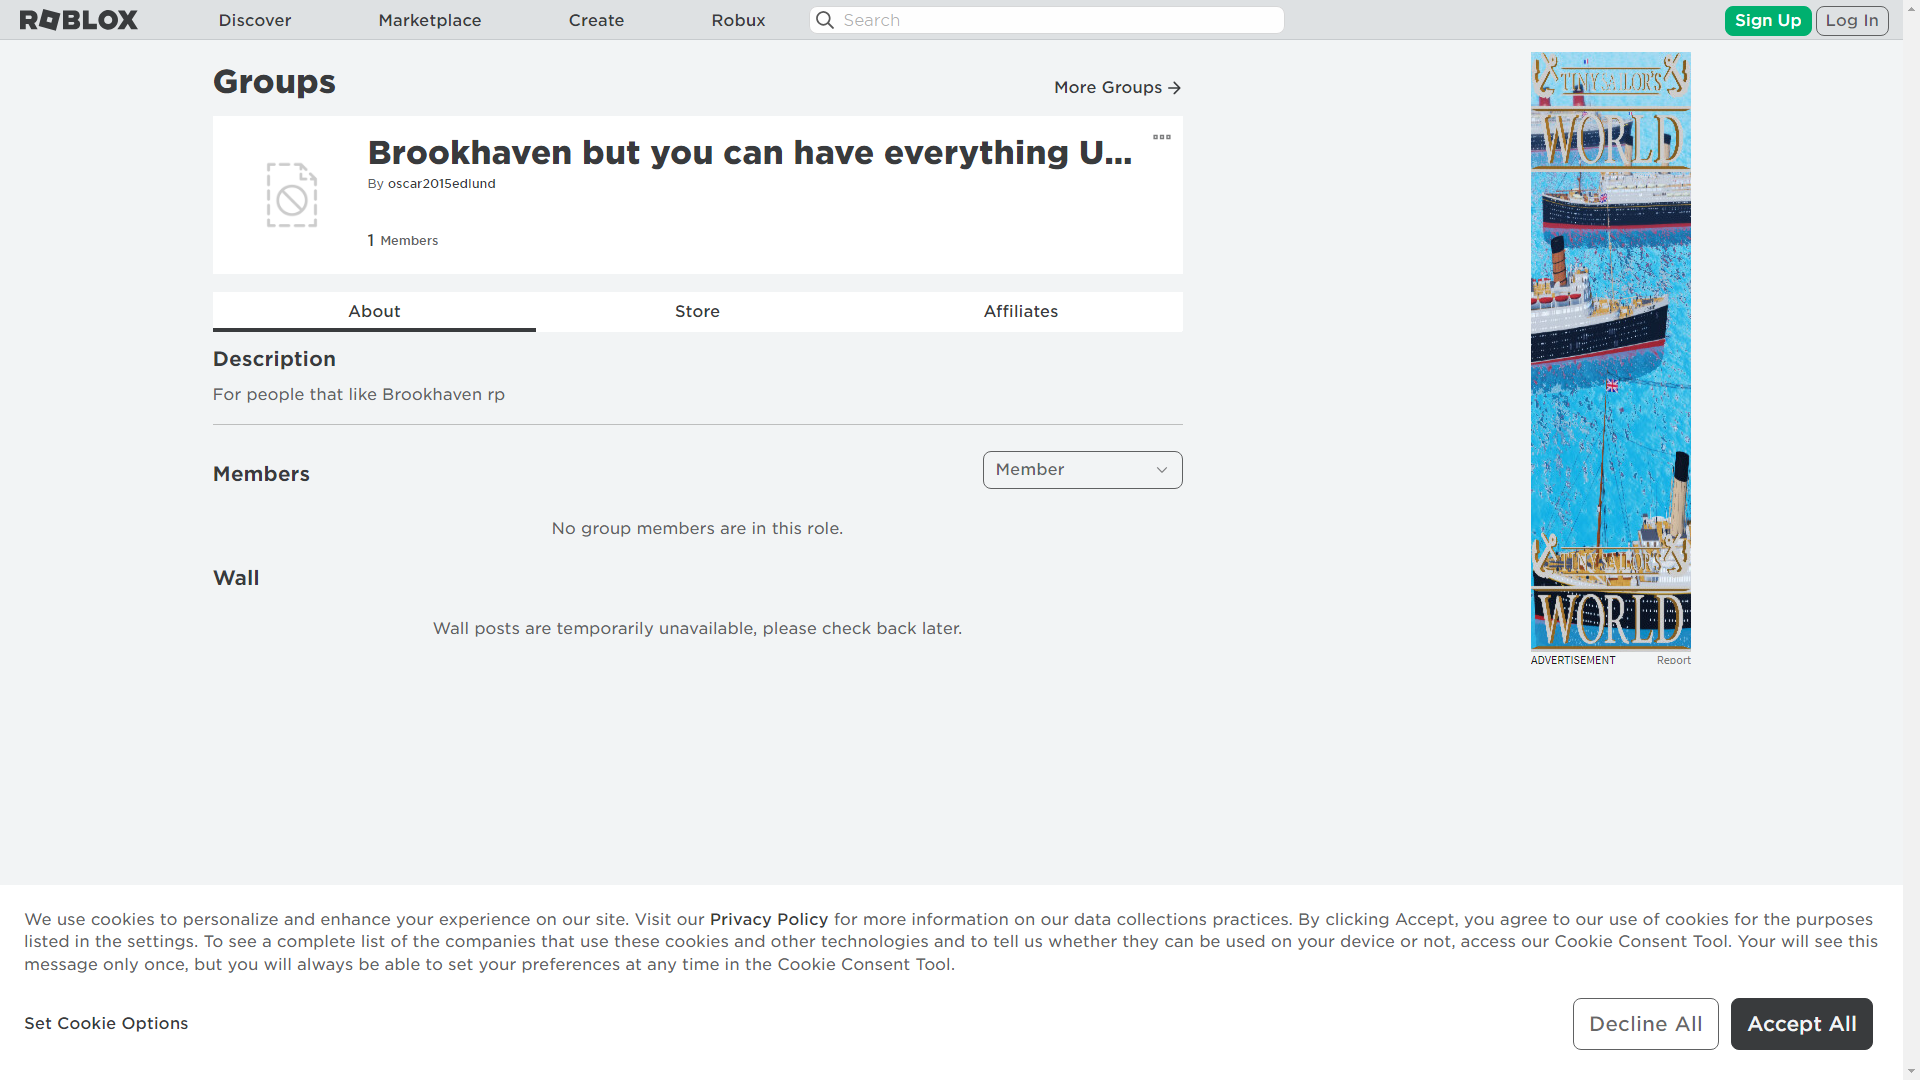 ROBLOX
Discover
Marketplace
Create
Robux
Search
Sign Up
Log In
Groups
More Groups
Brookhaven but you can have everything U...
By oscar2015edlund
1 Members
About
Store
Affiliates
Description
For people that like Brookhaven rp
Members
Member
No group members are in this role.
Wall
Wall posts are temporarily unavailable, please check back later.
TINYSAILOR'S
WORLD
TINYSAILOR'S
WORLD
ADVERTISEMENT
Report
We use cookies to personalize and enhance your experience on our site. Visit our Privacy Policy for more information on our data collections practices. By clicking Accept, you agree to our use of cookies for the purposes
listed in the settings. To see a complete list of the companies that use these cookies and other technologies and to tell us whether they can be used on your device or not, access our Cookie Consent Tool. Your will see this
message only once, but you will always be able to set your preferences at any time in the Cookie Consent Tool.
Set Cookie Options
Decline All
Accept All